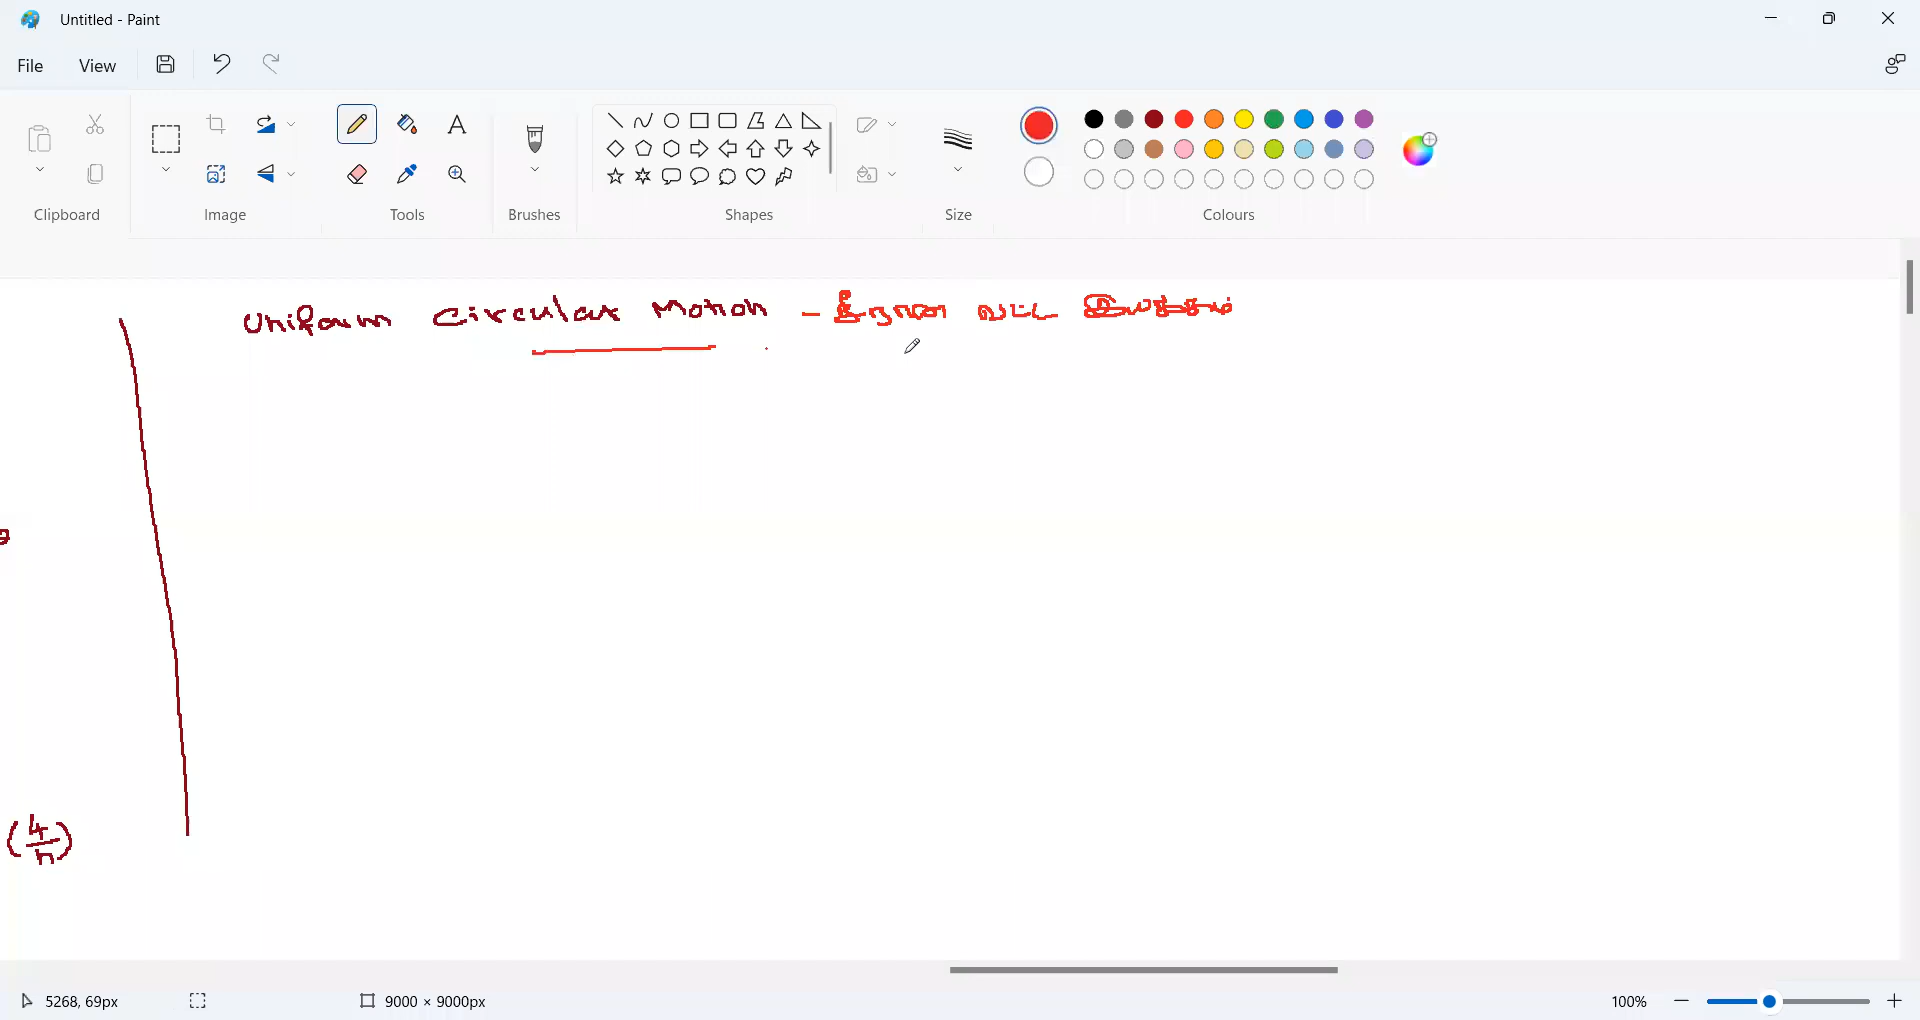 Untitled - Paint
File View
Clipboard Image Tools Brushes Shapes Size Colours
Uniform Circular Motion - சீரான வட்ட இயக்கம்
(4/n)
5268, 69px 9000 × 9000px 100%